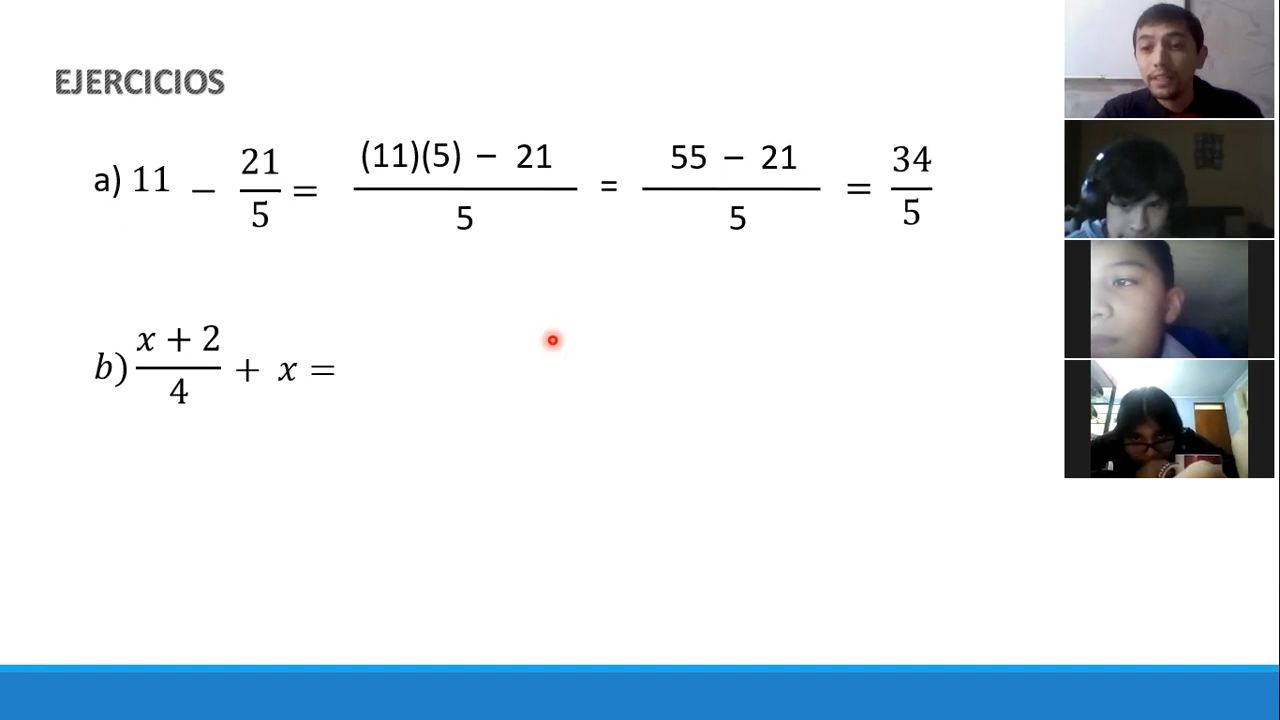 EJERCICIOS
a) 11 − 21/5 = (11)(5) − 21/5 = 55 − 21/5 = 34/5
b) x + 2/4 + x =